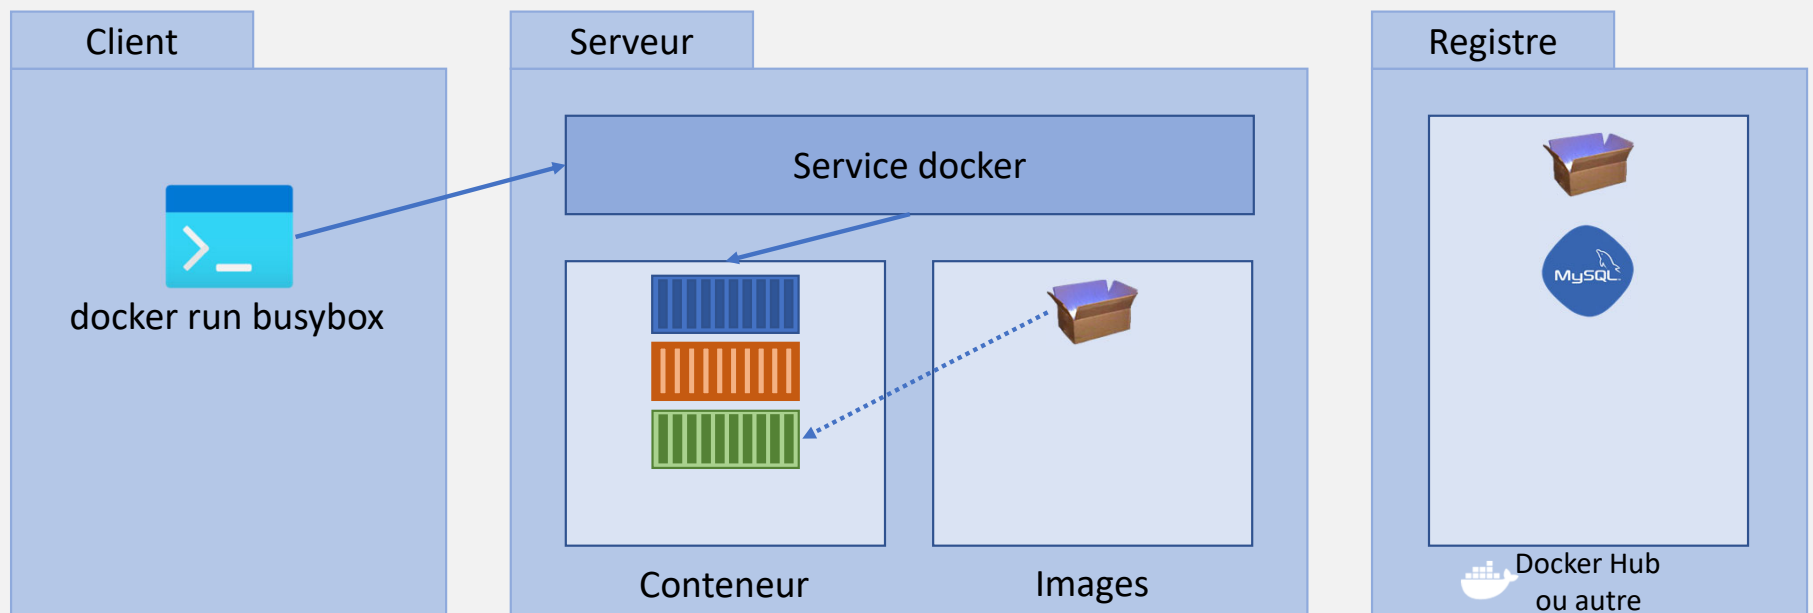 Client
Serveur
Registre
Service docker
>_
docker run busybox
MySQL
Conteneur
Images
Docker Hub
ou autre